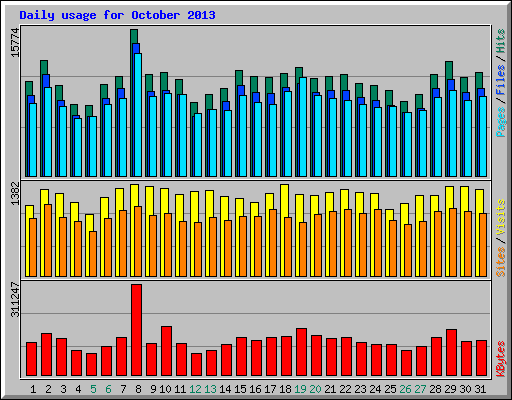 Daily usage for October 2013
15774
Pages/Files/Hits
1382
Sites/Visits
311247
KBytes
1 2 3 4 5 6 7 8 9 10 11 12 13 14 15 16 17 18 19 20 21 22 23 24 25 26 27 28 29 30 31